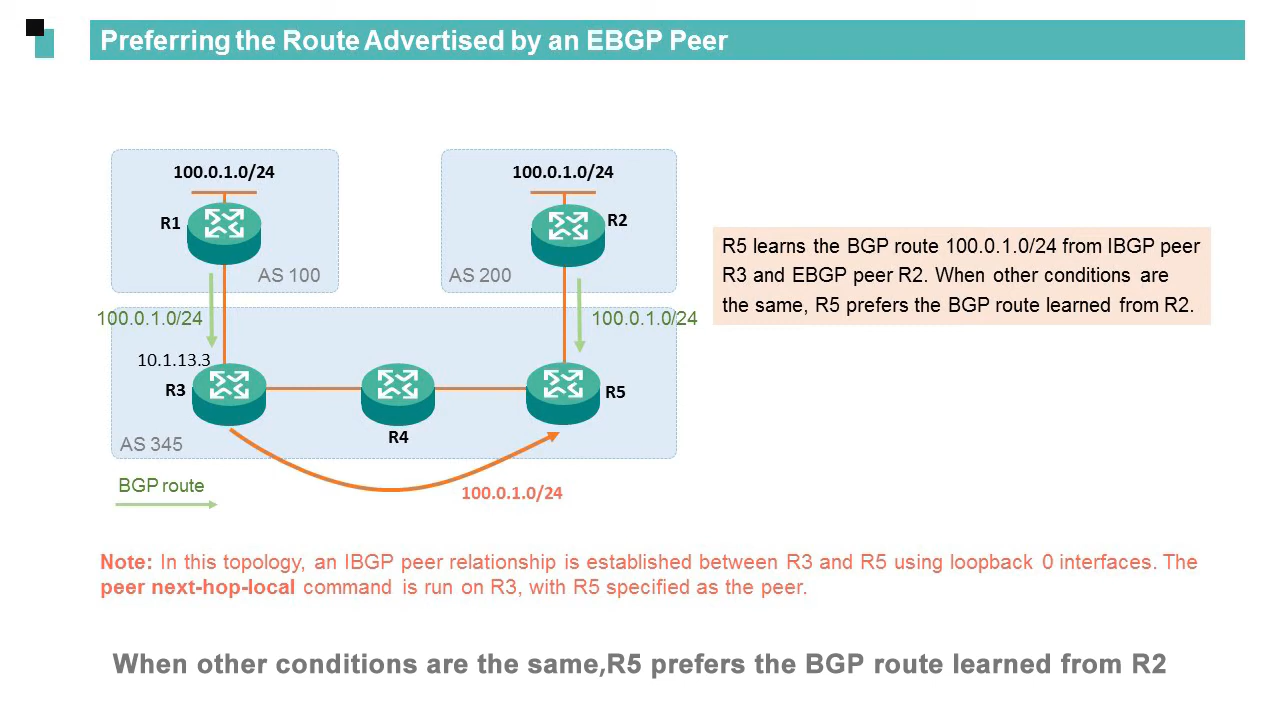 Preferring the Route Advertised by an EBGP Peer
100.0.1.0/24
100.0.1.0/24
R1
R2
AS 100
AS 200
R5 learns the BGP route 100.0.1.0/24 from IBGP peer
R3 and EBGP peer R2. When other conditions are
the same, R5 prefers the BGP route learned from R2.
100.0.1.0/24
100.0.1.0/24
10.1.13.3
R3
R5
R4
AS 345
BGP route
100.0.1.0/24
Note: In this topology, an IBGP peer relationship is established between R3 and R5 using loopback 0 interfaces. The
peer next-hop-local command is run on R3, with R5 specified as the peer.
When other conditions are the same,R5 prefers the BGP route learned from R2